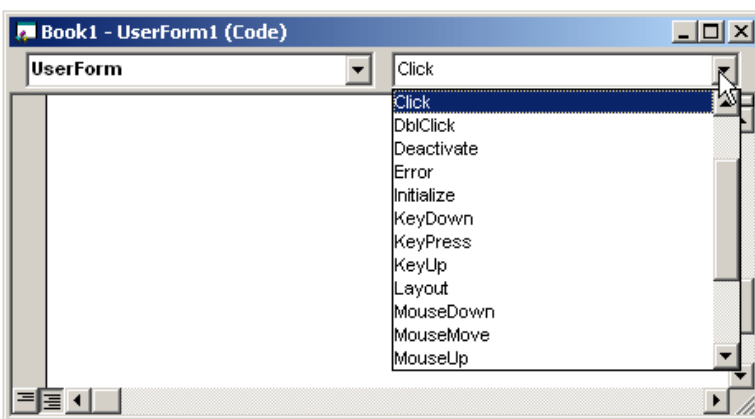 Book1 - UserForm1 (Code)
UserForm Click
Click
DblClick
Deactivate
Error
Initialize
KeyDown
KeyPress
KeyUp
Layout
MouseDown
MouseMove
MouseUp